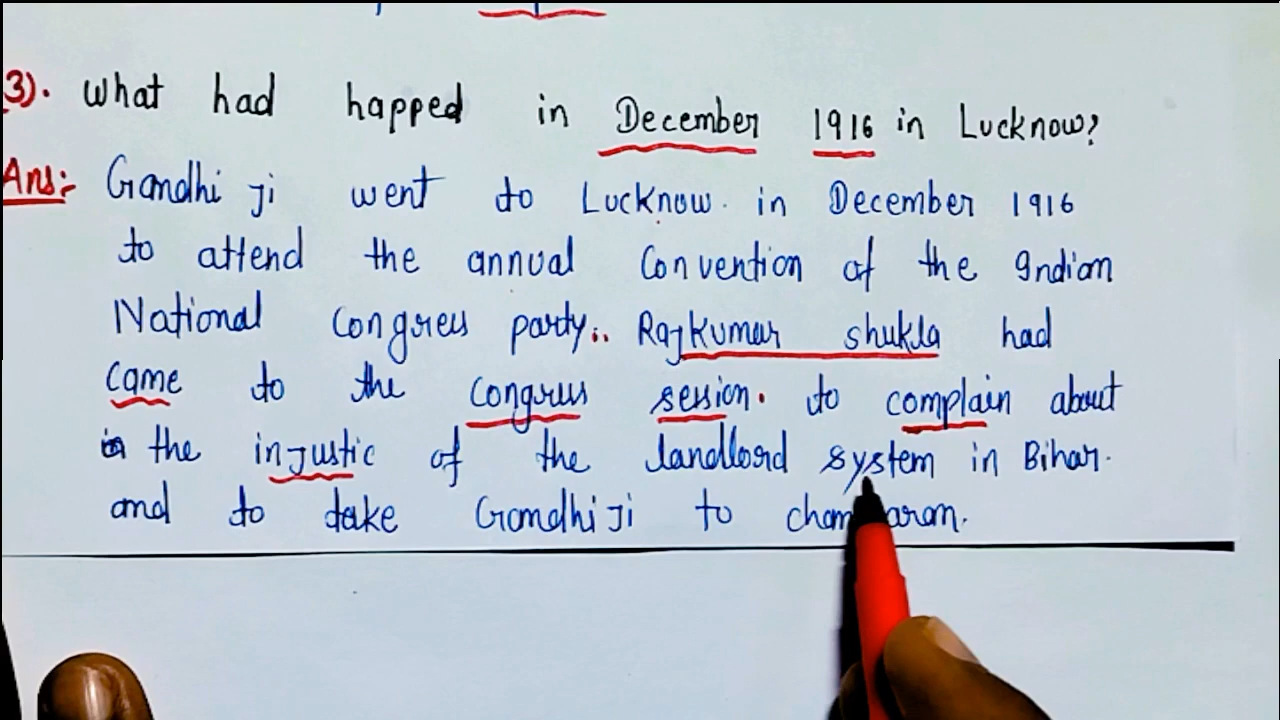 3). What had happed in December 1916 in Lucknow?
Ans:- Gandhi ji went to Lucknow. in December 1916
to attend the annual Convention of the Indian
National Congress party.. Rajkumar shukla had
came to the Congress session. to complain about
the injustic of the landlord system in Bihar.
and to take Gandhi Ji to